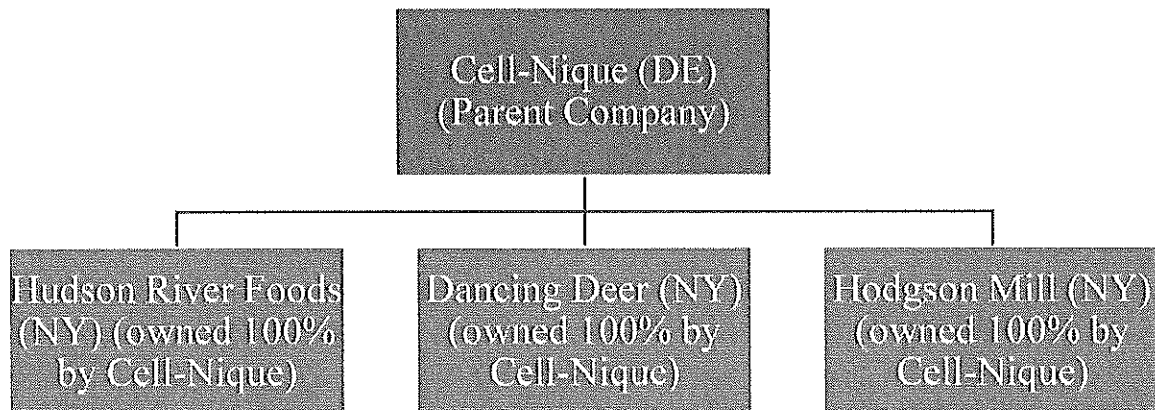 Cell-Nique (DE)
(Parent Company)
Hudson River Foods
(NY) (owned 100%
by Cell-Nique)
Dancing Deer (NY)
(owned 100% by
Cell-Nique)
Hodgson Mill (NY)
(owned 100% by
Cell-Nique)